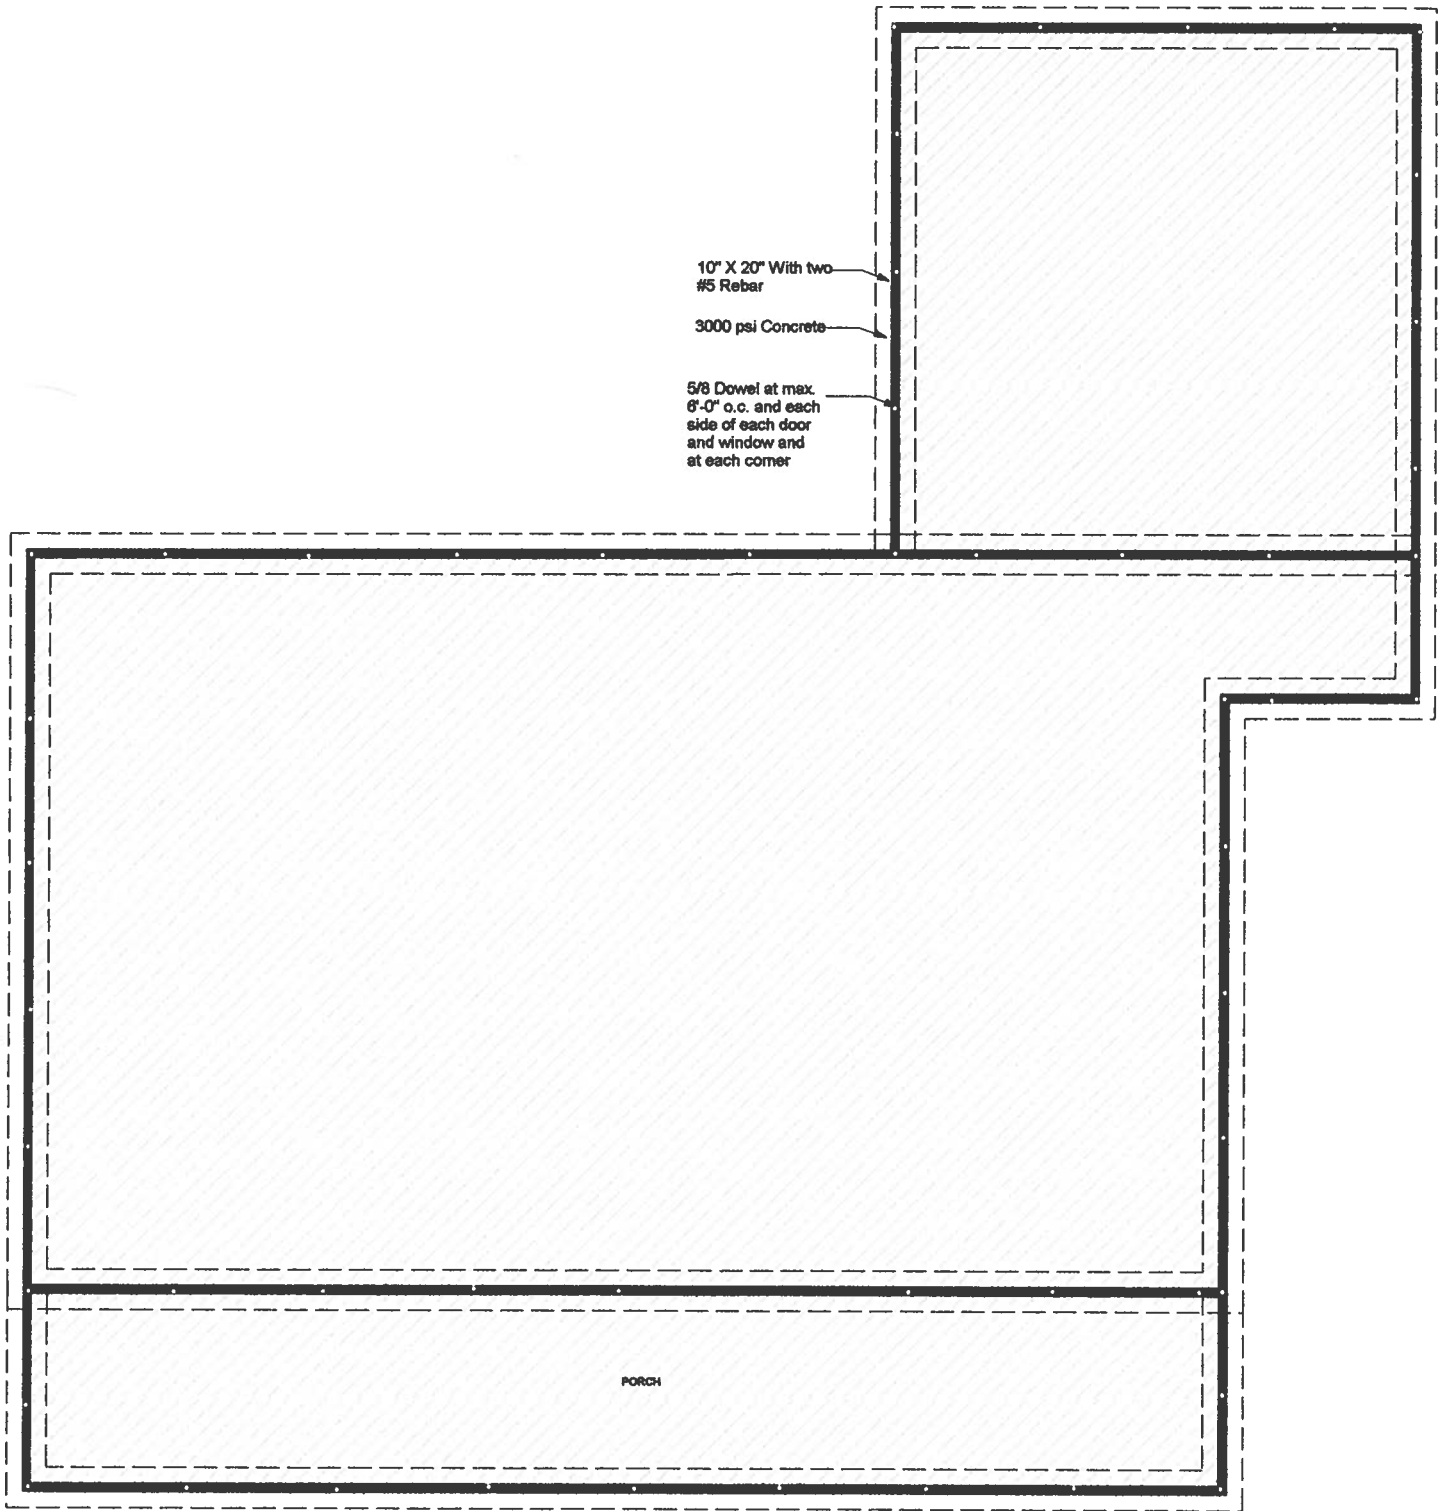 10" X 20" With two
#5 Rebar
3000 psi Concrete
5/8 Dowel at max.
6'-0" o.c. and each
side of each door
and window and
at each corner
PORCH